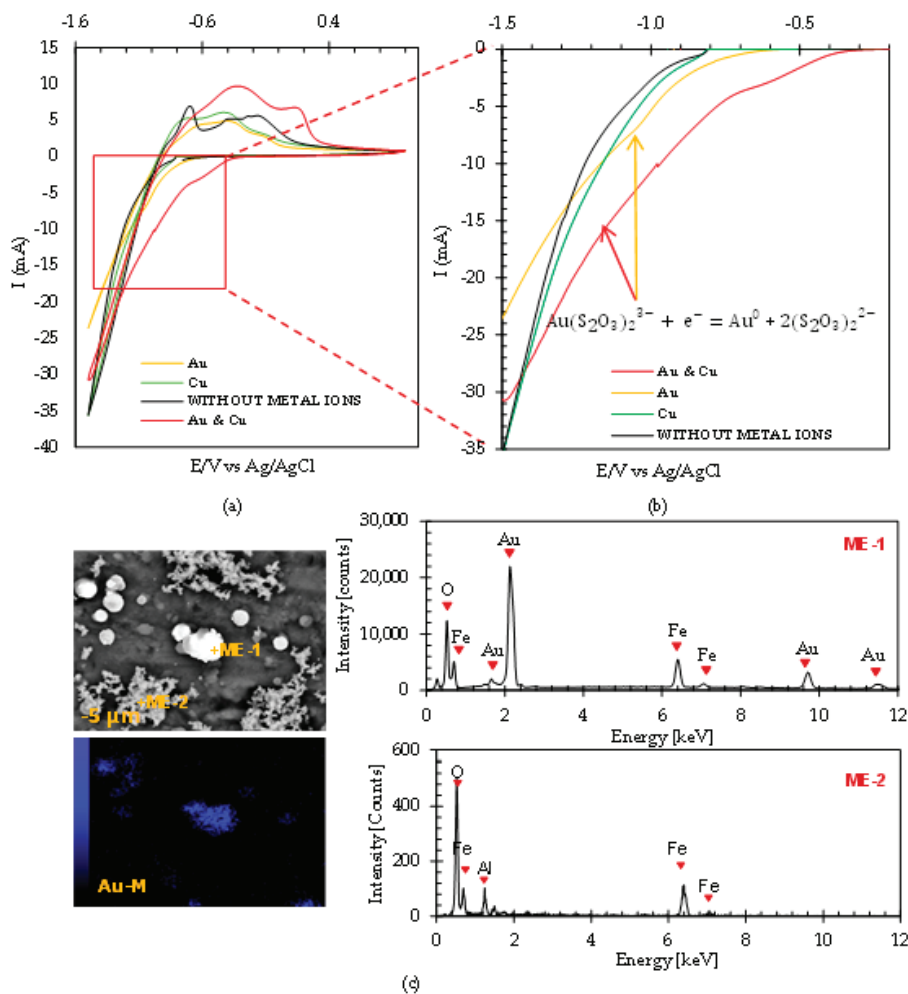 -1.6 -0.6 0.4
15
10
5
0
-5
-10
-15
-20
-25
-30
-35
-40
I (mA)
Au
Cu
WITHOUT METAL IONS
Au & Cu
E/V vs Ag/AgCl
(a)
-1.5 -1.0 -0.5
0
-5
-10
-15
-20
-25
-30
-35
I (mA)
Au(S₂O₃)₂³⁻ + e⁻ = Au⁰ + 2(S₂O₃)₂²⁻
Au & Cu
Au
Cu
WITHOUT METAL IONS
E/V vs Ag/AgCl
(b)
+ME-1
+ME-2
-5 µm
Au-M
30,000
20,000
10,000
0
Intensity [counts]
ME-1
O
Fe
Au
Au
Fe
Fe
Au
Au
0 2 4 6 8 10 12
Energy [keV]
600
400
200
0
Intensity [Counts]
ME-2
O
Fe
Al
Fe
Fe
0 2 4 6 8 10 12
Energy [keV]
(c)